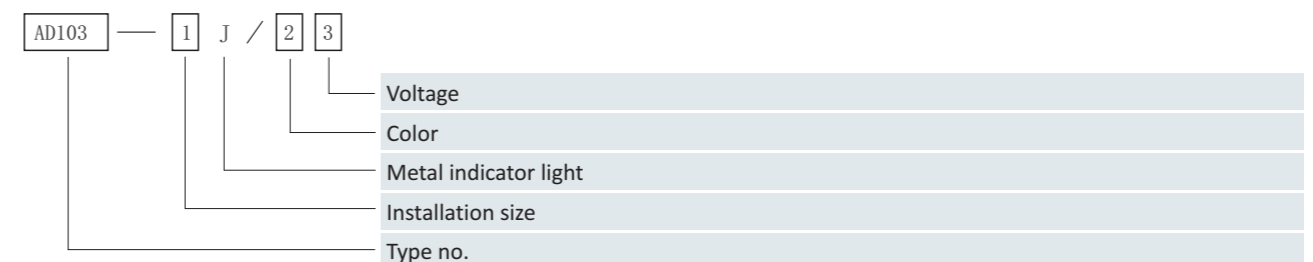 AD103 — 1 J / 2 3
Voltage
Color
Metal indicator light
Installation size
Type no.